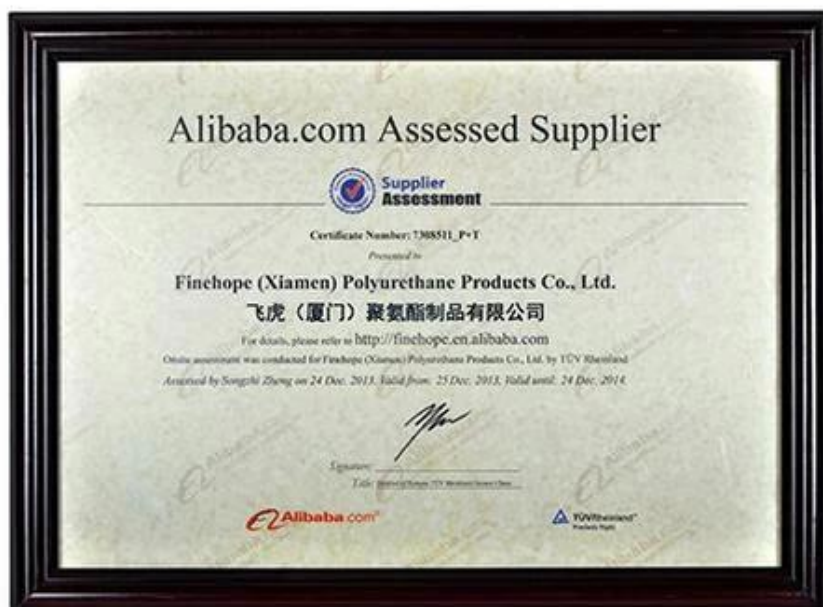 Alibaba.com Assessed Supplier
Supplier
Assessment
Certificate Number: 7308511_P+T
Presented to
Finehope (Xiamen) Polyurethane Products Co., Ltd.
飞虎（厦门）聚氨酯制品有限公司
For details, please refer to http://finehope.en.alibaba.com
Onsite assessment was conducted for Finehope (Xiamen) Polyurethane Products Co., Ltd. by TÜV Rheinland
Assessed by Songzhi Zheng on 24 Dec. 2013. Valid from: 25 Dec. 2013, Valid until: 24 Dec. 2014.
Signature:
Title:
Alibaba.com®
TÜVRheinland®
Precisely Right.